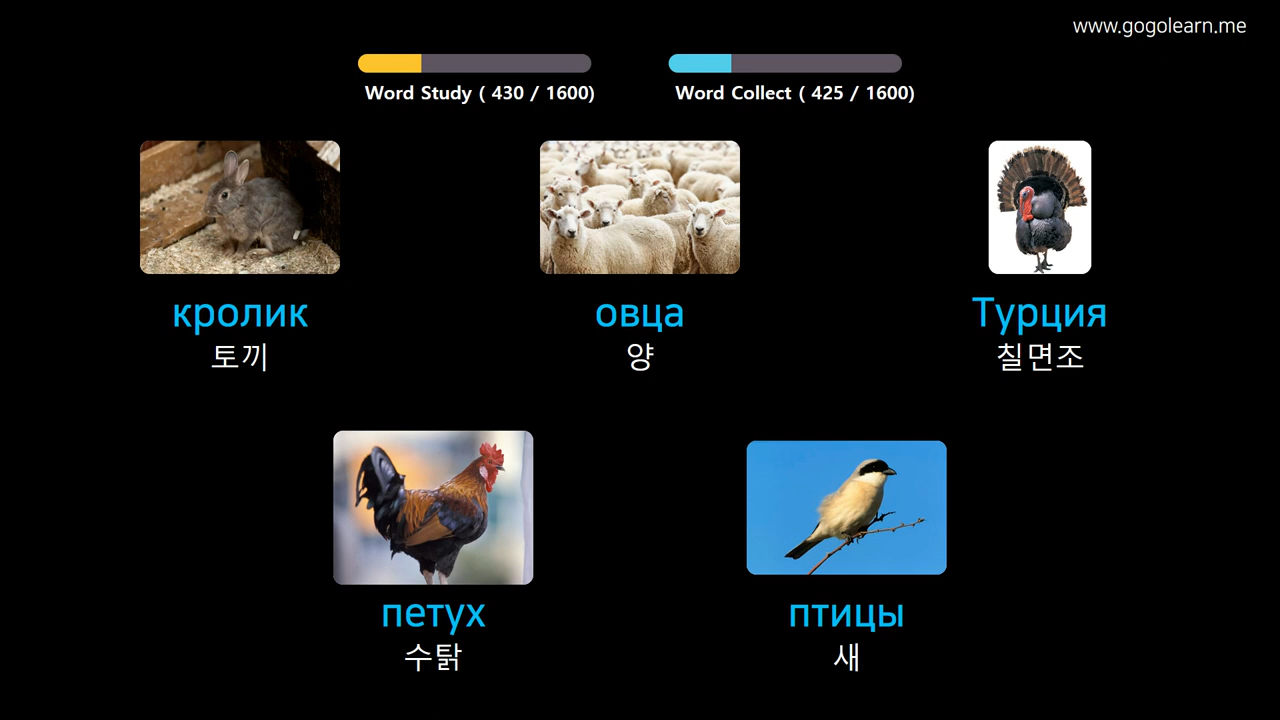 www.gogolearn.me
Word Study ( 430 / 1600)
Word Collect ( 425 / 1600)
кролик
토끼
овца
양
Турция
칠면조
петух
수탉
птицы
새